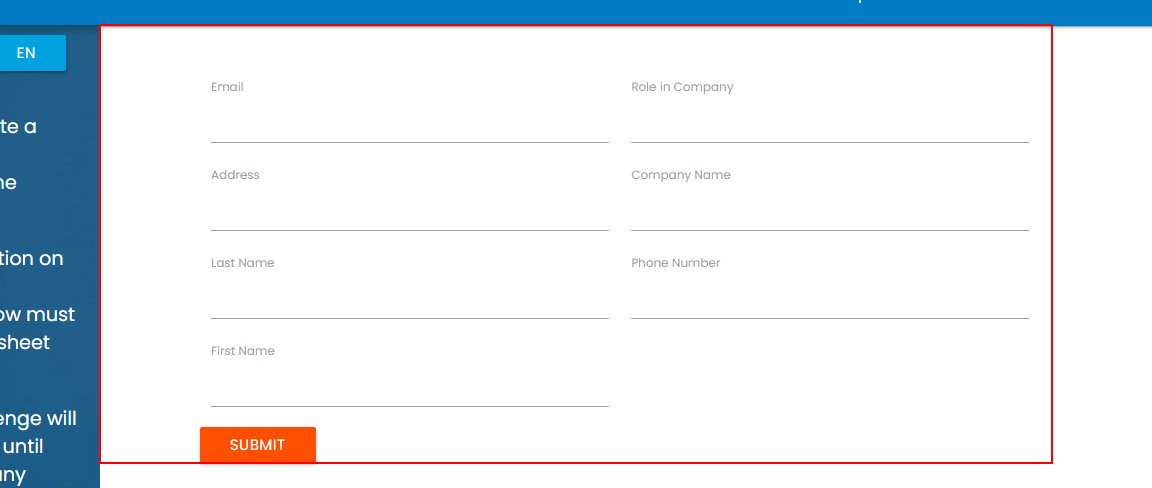 EN
te a
ne
tion on
ow must
sheet
enge will
until
any
Email
Role in Company
Address
Company Name
Last Name
Phone Number
First Name
SUBMIT